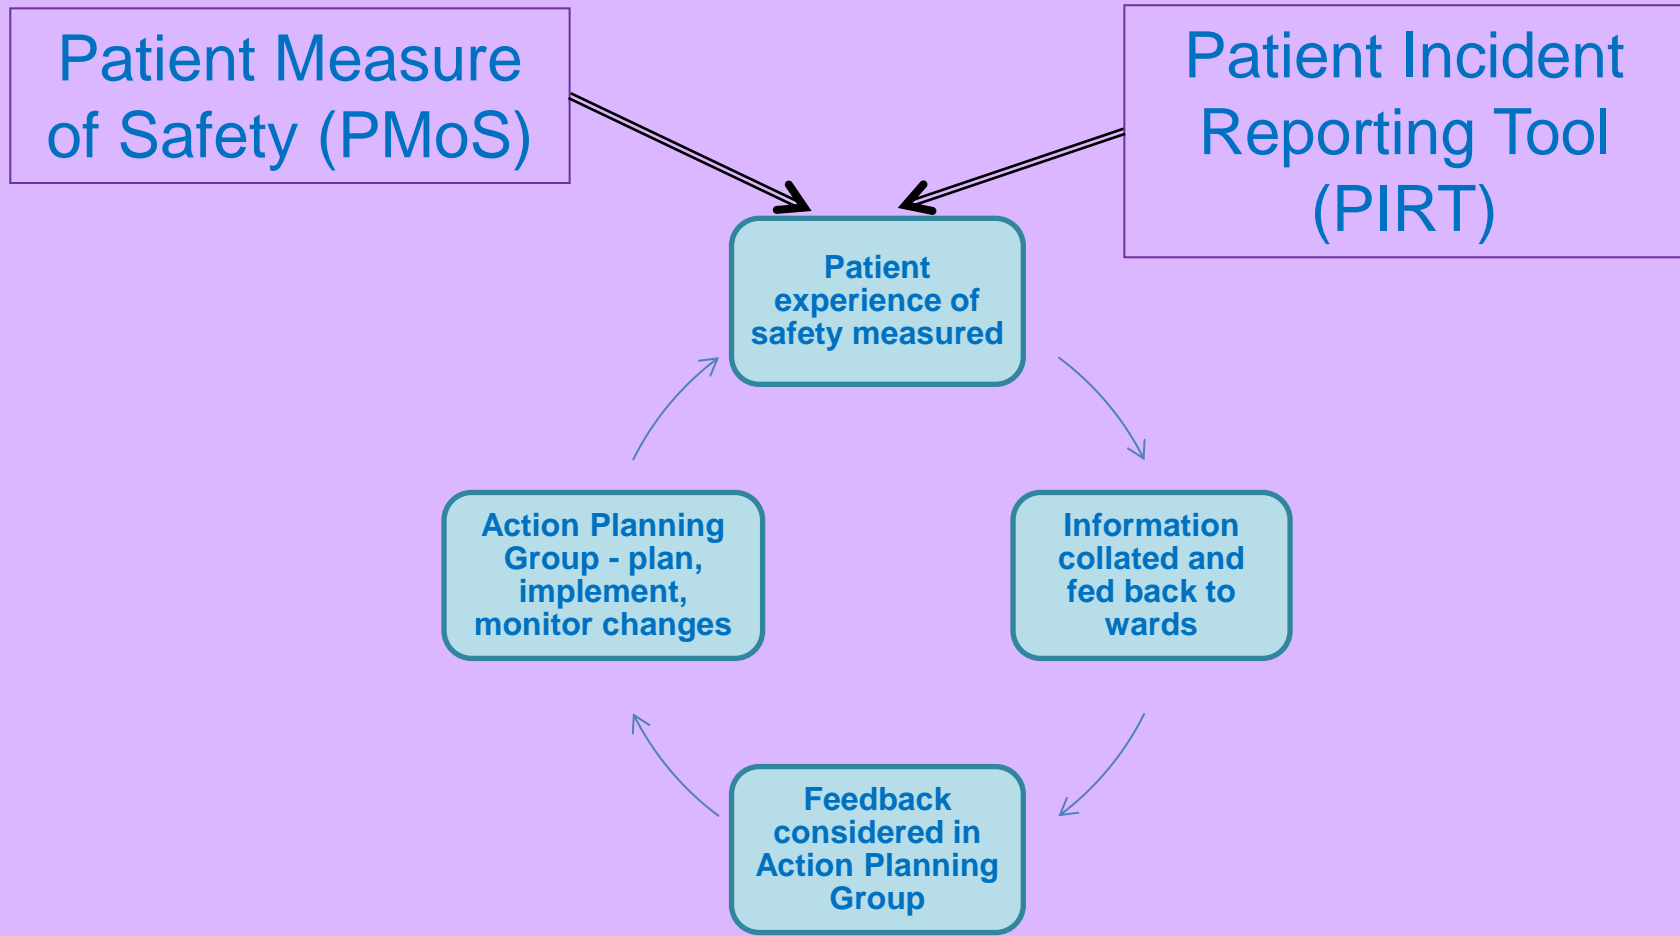 Patient Measure
of Safety (PMoS)
Patient Incident
Reporting Tool
(PIRT)
Patient
experience of
safety measured
Action Planning
Group - plan,
implement,
monitor changes
Information
collated and
fed back to
wards
Feedback
considered in
Action Planning
Group